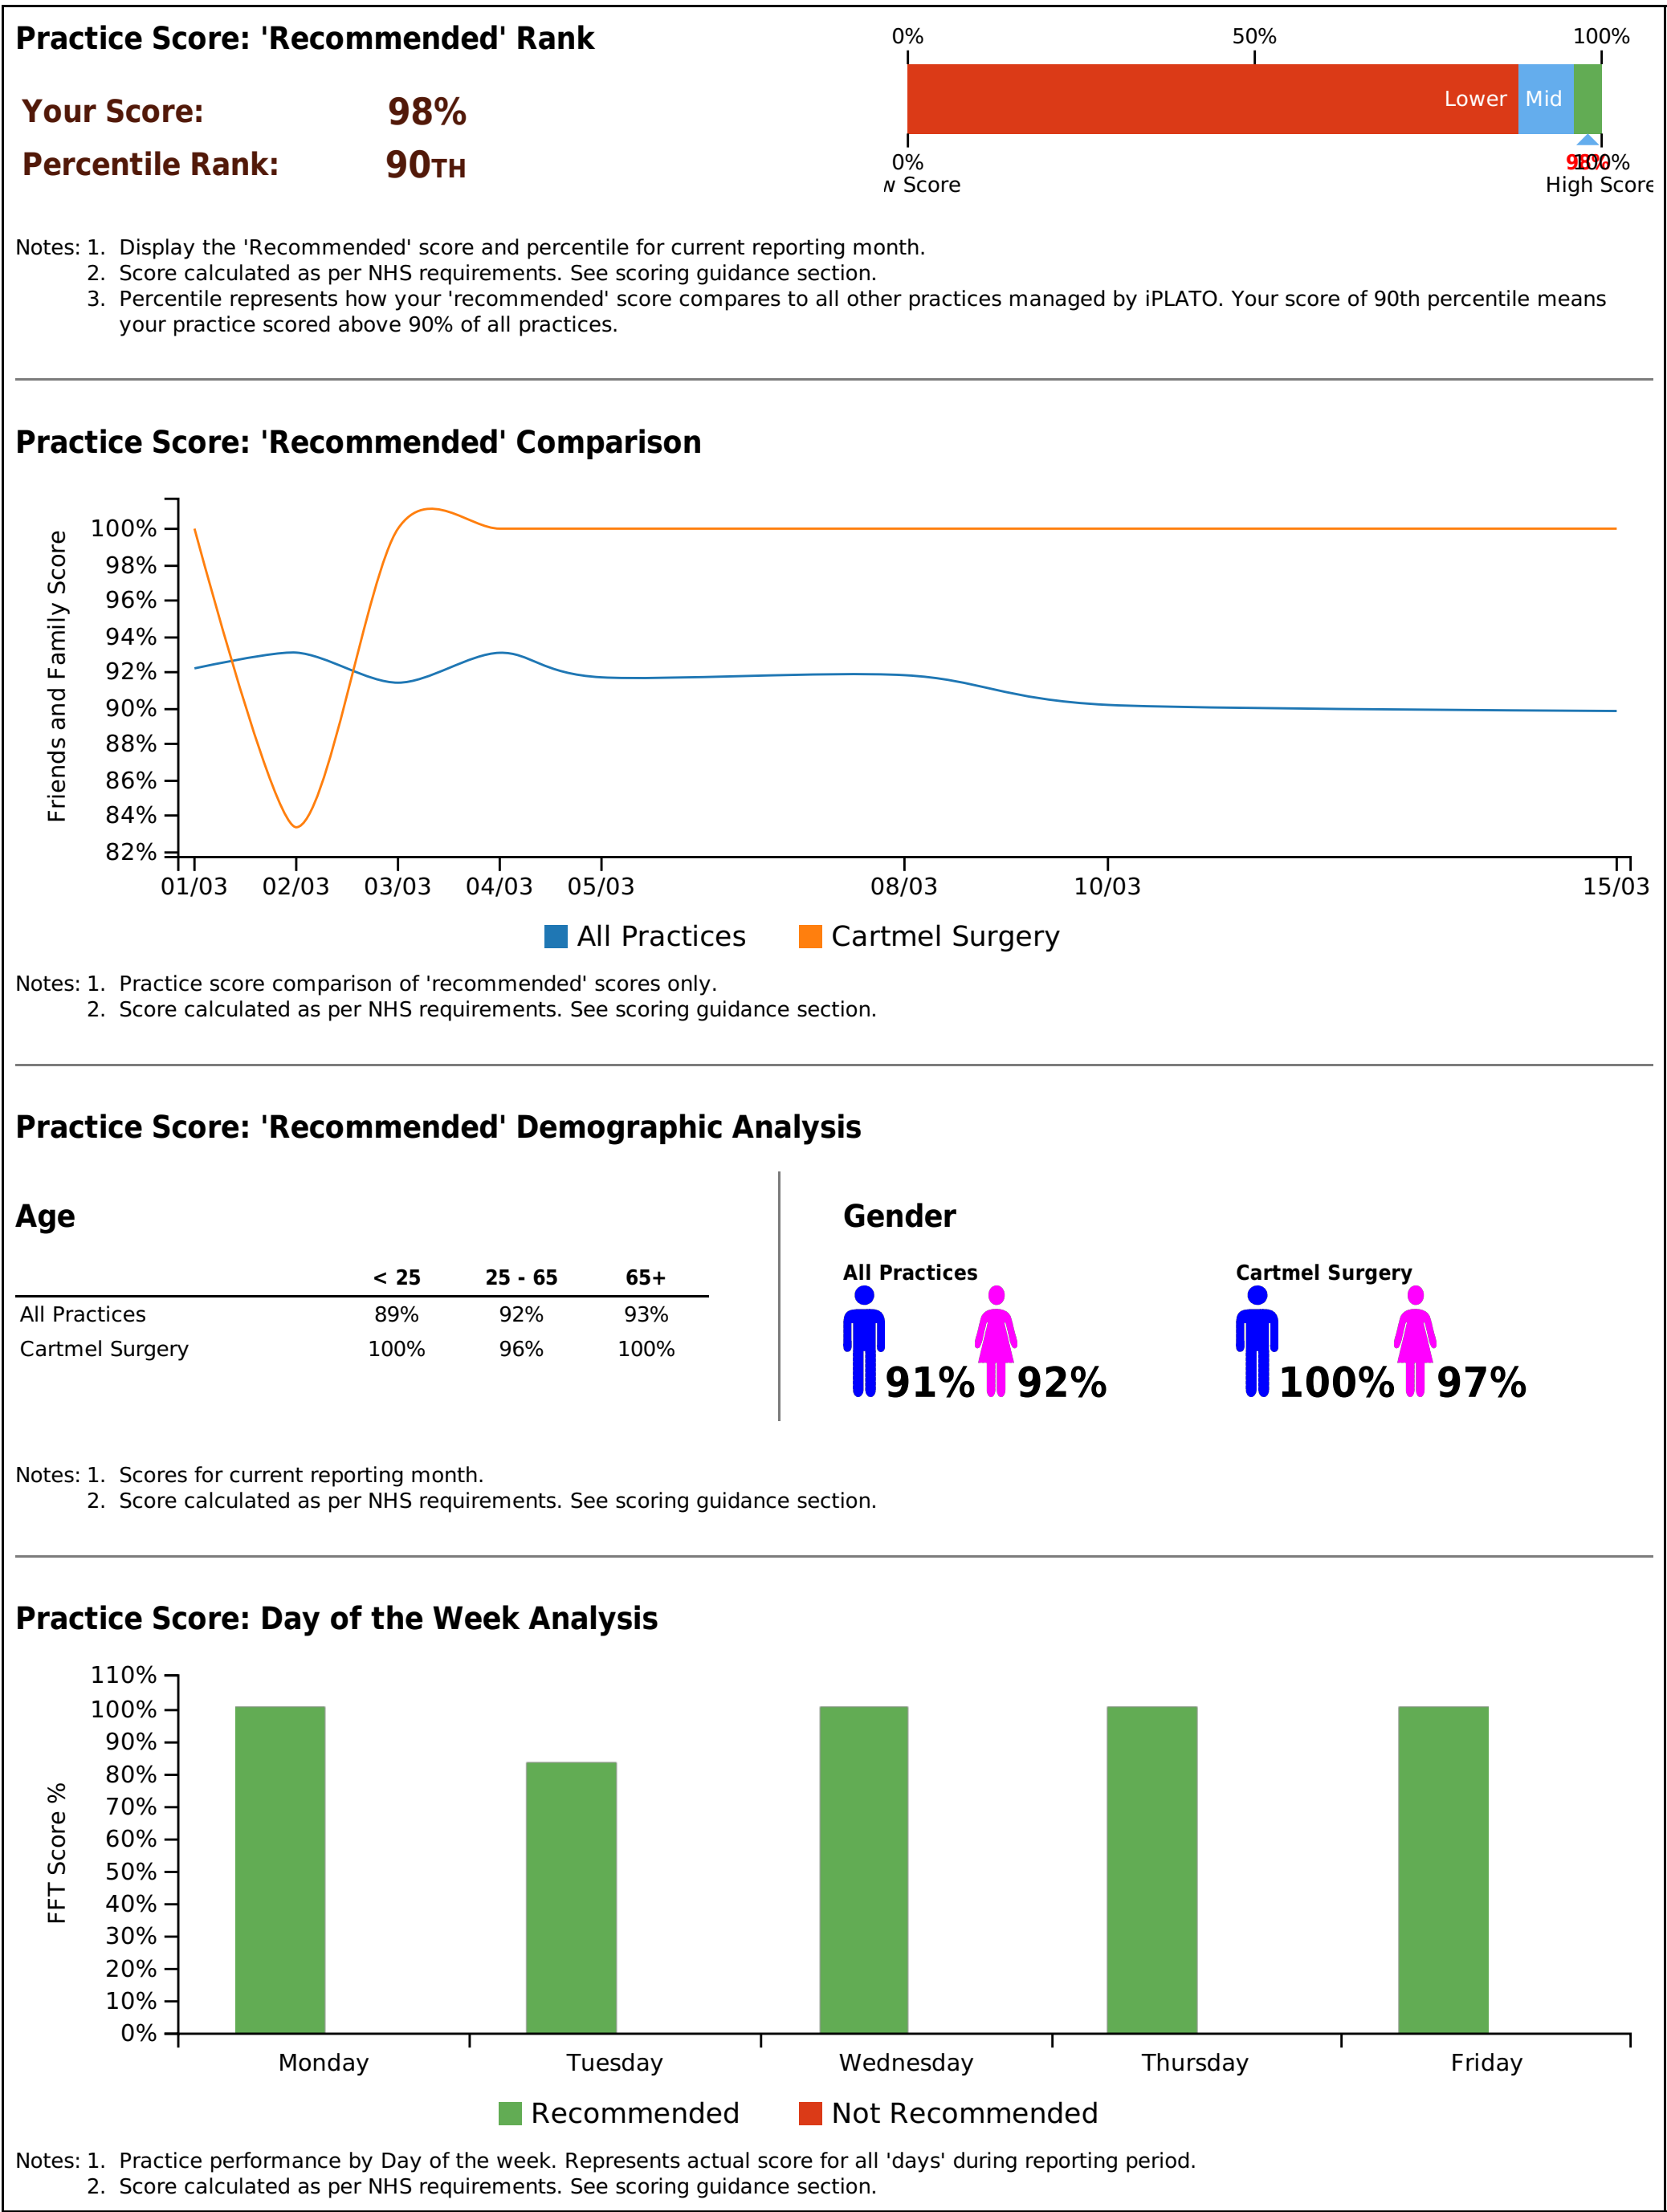 Practice Score: 'Recommended' Rank
Your Score: 98%
Percentile Rank: 90TH
0% 50% 100%
Lower Mid
0% 98% 100%
w Score High Score
Notes: 1. Display the 'Recommended' score and percentile for current reporting month.
2. Score calculated as per NHS requirements. See scoring guidance section.
3. Percentile represents how your 'recommended' score compares to all other practices managed by iPLATO. Your score of 90th percentile means
your practice scored above 90% of all practices.
Practice Score: 'Recommended' Comparison
Friends and Family Score
100%
98%
96%
94%
92%
90%
88%
86%
84%
82%
01/03 02/03 03/03 04/03 05/03 08/03 10/03 15/03
All Practices Cartmel Surgery
Notes: 1. Practice score comparison of 'recommended' scores only.
2. Score calculated as per NHS requirements. See scoring guidance section.
Practice Score: 'Recommended' Demographic Analysis
Age
< 25 25 - 65 65+
All Practices 89% 92% 93%
Cartmel Surgery 100% 96% 100%
Gender
All Practices Cartmel Surgery
91% 92% 100% 97%
Notes: 1. Scores for current reporting month.
2. Score calculated as per NHS requirements. See scoring guidance section.
Practice Score: Day of the Week Analysis
FFT Score %
110%
100%
90%
80%
70%
60%
50%
40%
30%
20%
10%
0%
Monday Tuesday Wednesday Thursday Friday
Recommended Not Recommended
Notes: 1. Practice performance by Day of the week. Represents actual score for all 'days' during reporting period.
2. Score calculated as per NHS requirements. See scoring guidance section.